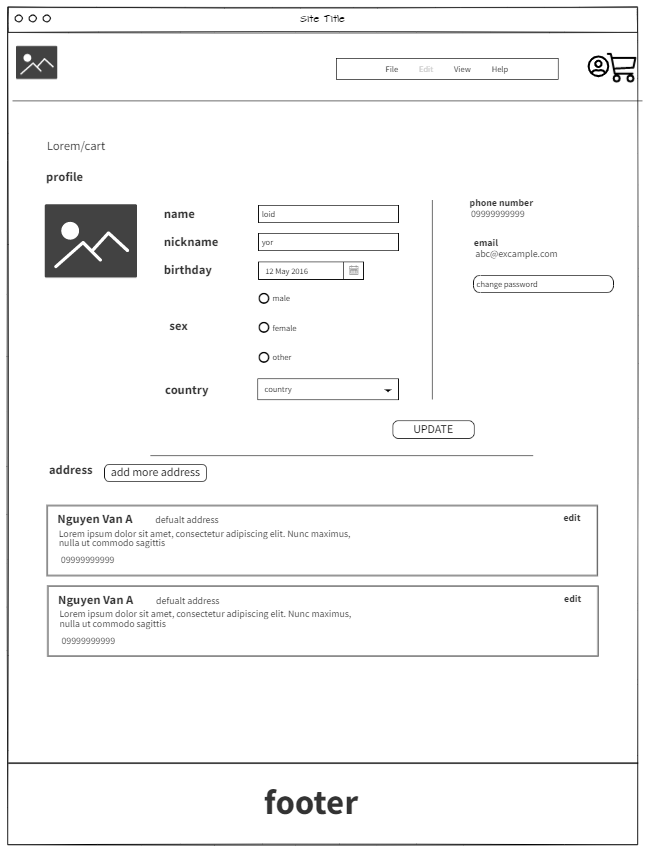 Site Title
File Edit View Help
Lorem/cart
profile
name loid
phone number
09999999999
nickname yor
email
abc@excample.com
birthday 12 May 2016
change password
male
sex female
other
country country
UPDATE
address add more address
Nguyen Van A defualt address edit
Lorem ipsum dolor sit amet, consectetur adipiscing elit. Nunc maximus,
nulla ut commodo sagittis
09999999999
Nguyen Van A defualt address edit
Lorem ipsum dolor sit amet, consectetur adipiscing elit. Nunc maximus,
nulla ut commodo sagittis
09999999999
footer